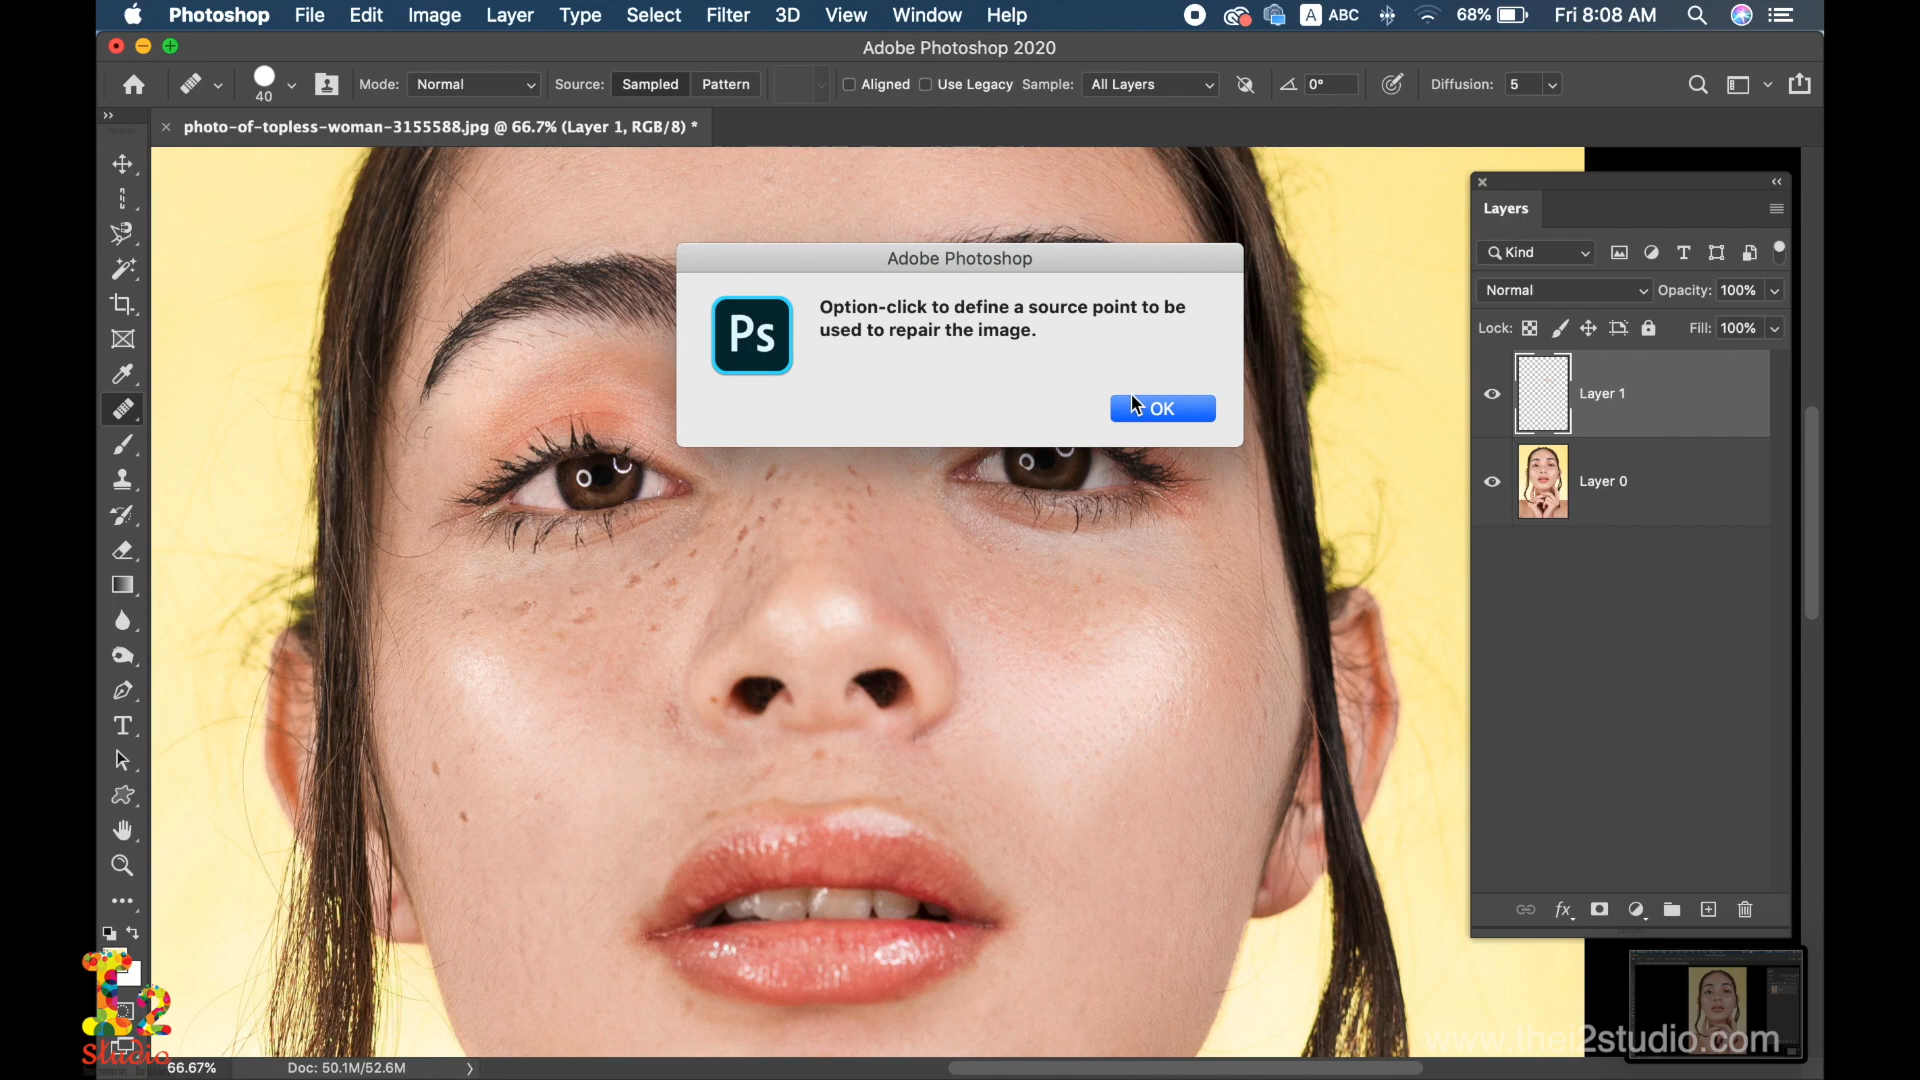 Photoshop File Edit Image Layer Type Select Filter 3D View Window Help A ABC 68% Fri 8:08 AM
Adobe Photoshop 2020
40 Mode: Normal Source: Sampled Pattern Aligned Use Legacy Sample: All Layers 0° Diffusion: 5
photo-of-topless-woman-3155588.jpg @ 66.7% (Layer 1, RGB/8) *
Layers
Kind
Normal Opacity: 100%
Lock: Fill: 100%
Layer 1
Layer 0
fx
Adobe Photoshop
Ps
Option-click to define a source point to be
used to repair the image.
OK
T
i2
Studio
66.67% Doc: 50.1M/52.6M
www.thei2studio.com